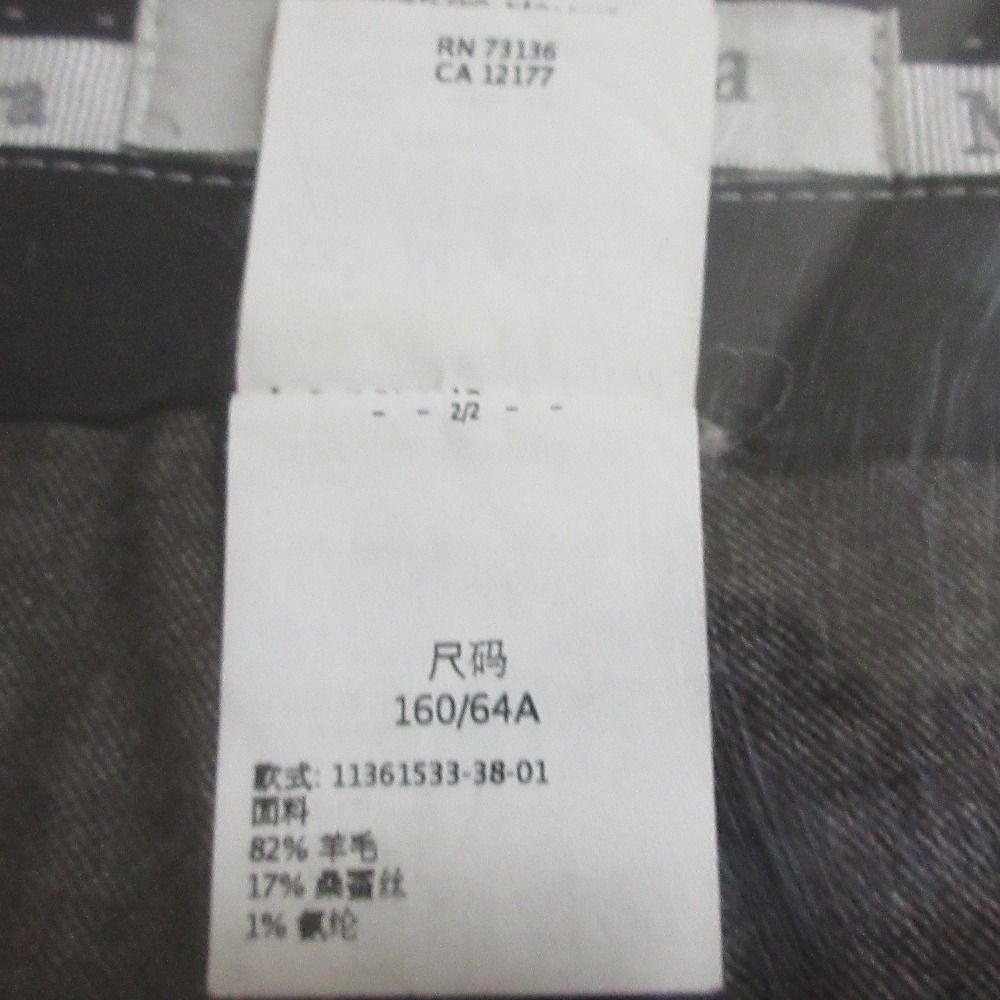 RN 73136
CA 12177
a
a
N
- - 2/2 - -
尺码
160/64A
款式: 11361533-38-01
面料
82% 羊毛
17% 桑蚕丝
1% 氨纶